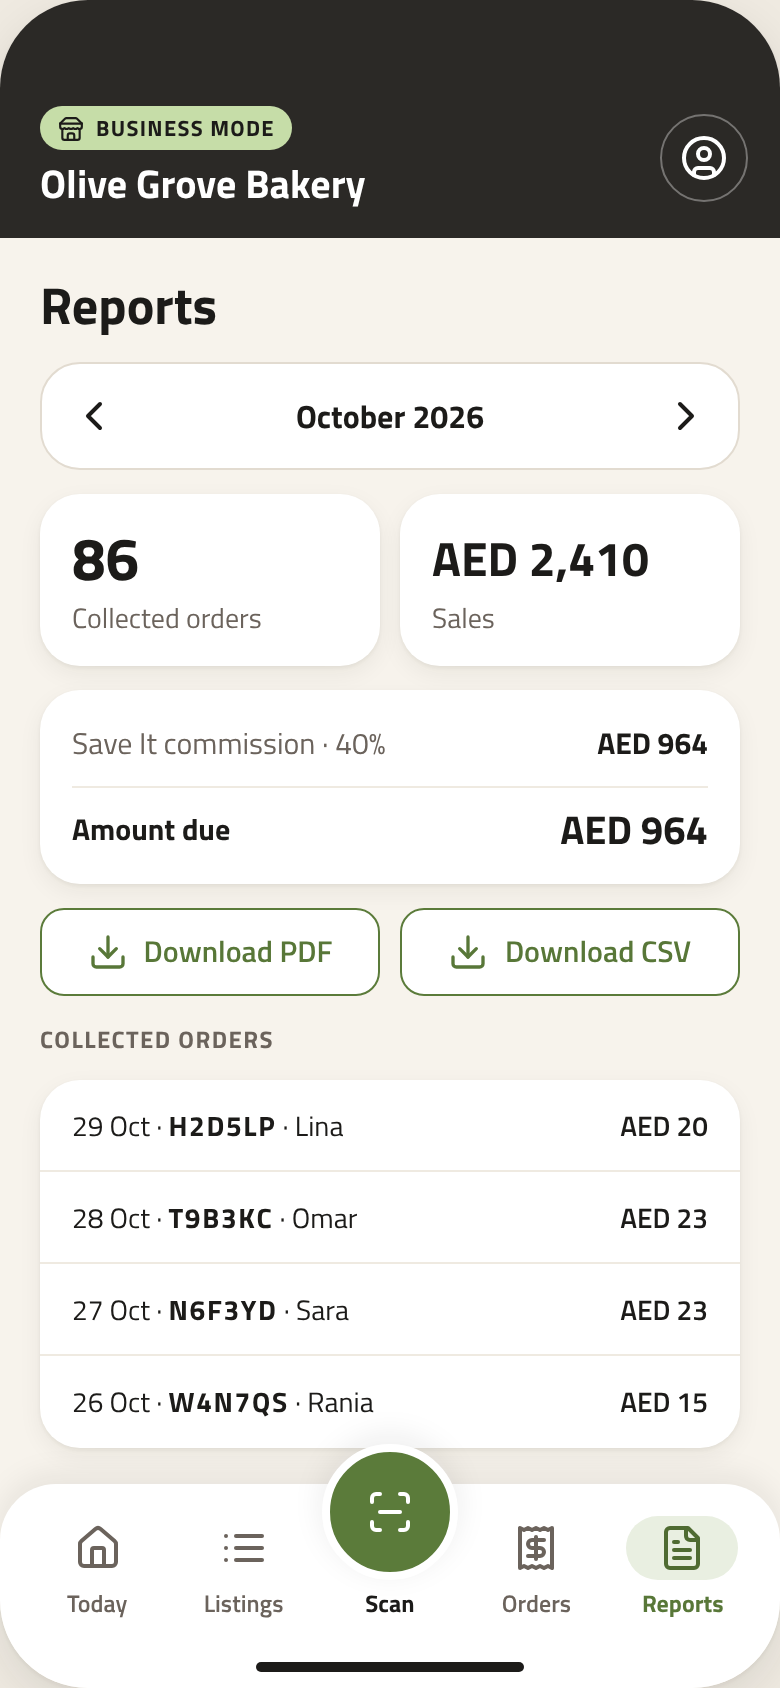 BUSINESS MODE
Olive Grove Bakery
Reports
October 2026
86
Collected orders
AED 2,410
Sales
Save It commission · 40% AED 964
Amount due AED 964
Download PDF
Download CSV
COLLECTED ORDERS
29 Oct · H2D5LP · Lina AED 20
28 Oct · T9B3KC · Omar AED 23
27 Oct · N6F3YD · Sara AED 23
26 Oct · W4N7QS · Rania AED 15
Today Listings Scan Orders Reports